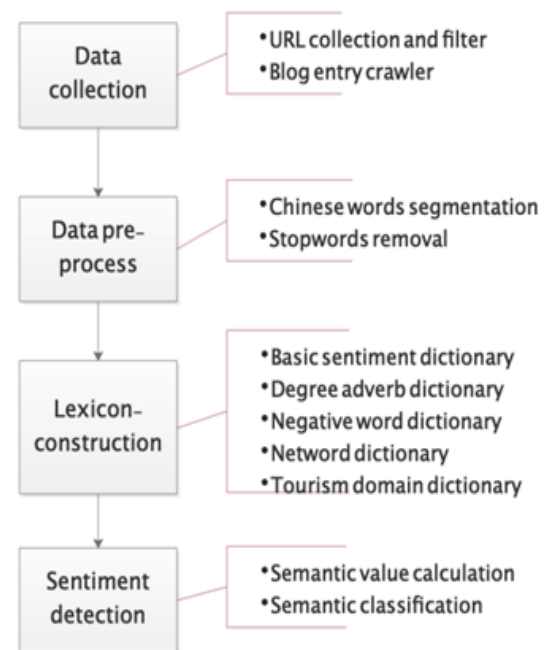 Data
collection
•URL collection and filter
•Blog entry crawler
Data pre-
process
•Chinese words segmentation
•Stopwords removal
Lexicon-
construction
•Basic sentiment dictionary
•Degree adverb dictionary
•Negative word dictionary
•Netword dictionary
•Tourism domain dictionary
Sentiment
detection
•Semantic value calculation
•Semantic classification